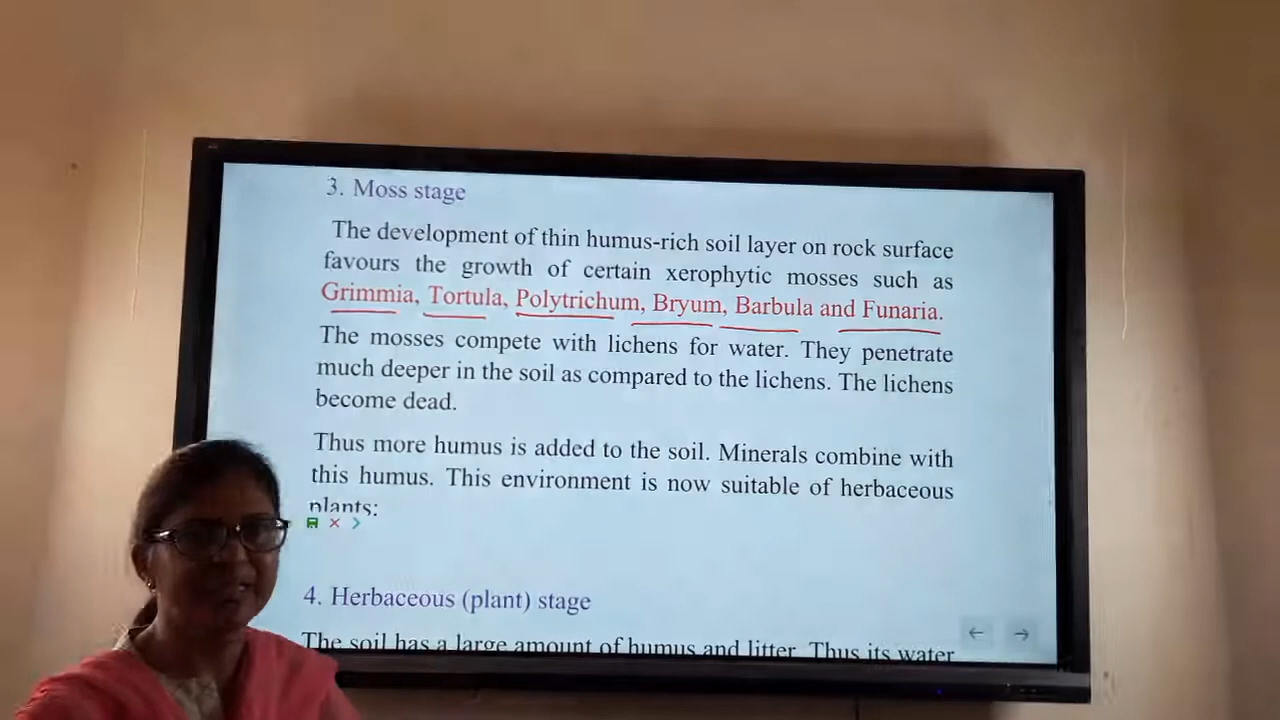 3. Moss stage
The development of thin humus-rich soil layer on rock surface
favours the growth of certain xerophytic mosses such as
Grimmia, Tortula, Polytrichum, Bryum, Barbula and Funaria.
The mosses compete with lichens for water. They penetrate
much deeper in the soil as compared to the lichens. The lichens
become dead.
Thus more humus is added to the soil. Minerals combine with
this humus. This environment is now suitable of herbaceous
plants:
4. Herbaceous (plant) stage
The soil has a large amount of humus and litter. Thus its water